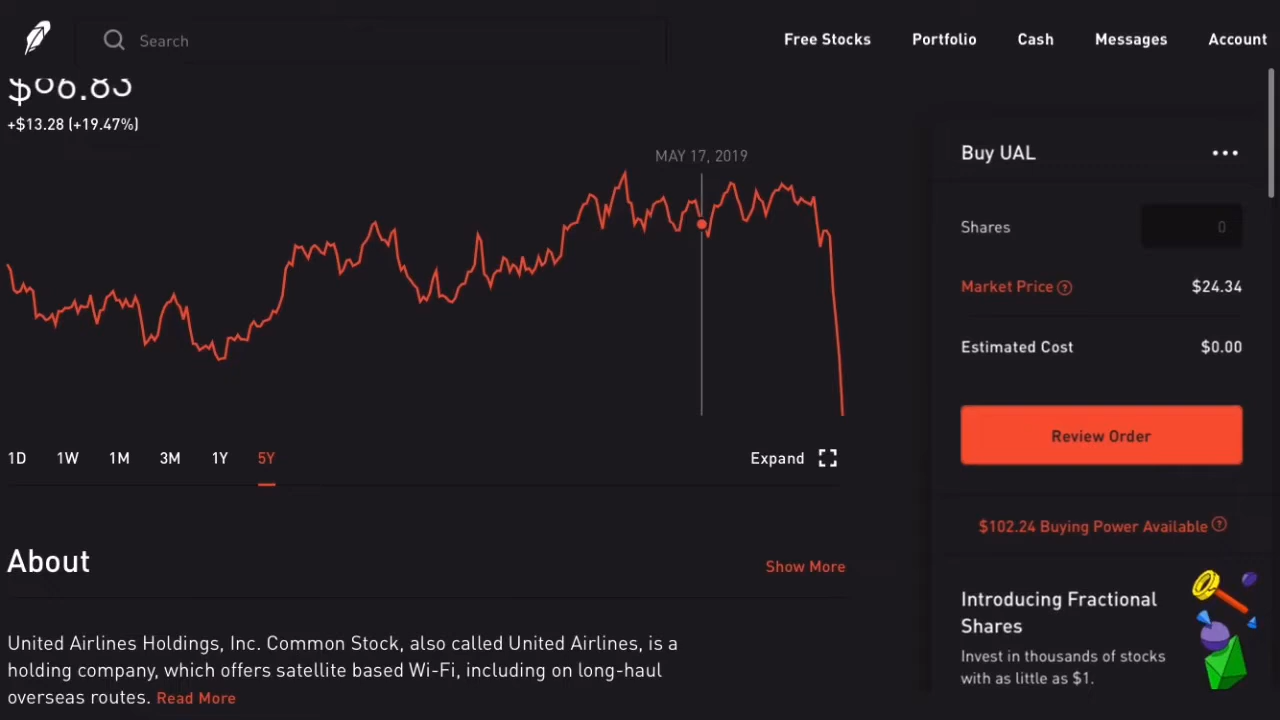 Search
Free Stocks
Portfolio
Cash
Messages
Account
+$13.28 (+19.47%)
MAY 17, 2019
1D 1W 1M 3M 1Y 5Y
Expand
About
Show More
United Airlines Holdings, Inc. Common Stock, also called United Airlines, is a
holding company, which offers satellite based Wi-Fi, including on long-haul
overseas routes. Read More
Buy UAL
Shares 0
Market Price ? $24.34
Estimated Cost $0.00
Review Order
$102.24 Buying Power Available ?
Introducing Fractional
Shares
Invest in thousands of stocks
with as little as $1.